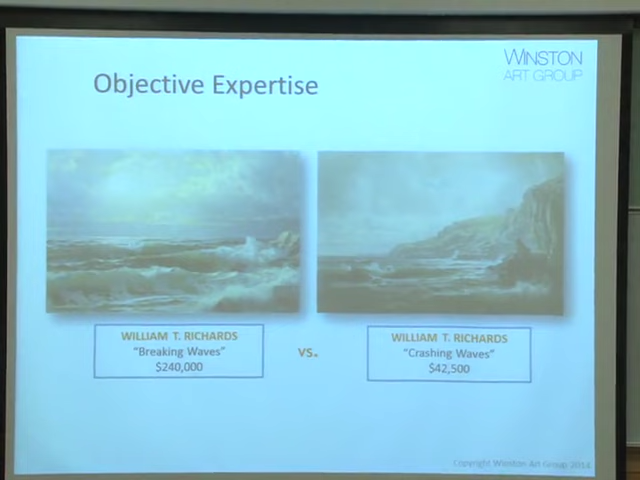 WINSTON
ART GROUP
Objective Expertise
WILLIAM T. RICHARDS
"Breaking Waves"
$240,000
vs.
WILLIAM T. RICHARDS
"Crashing Waves"
$42,500
Copyright Winston Art Group 2014